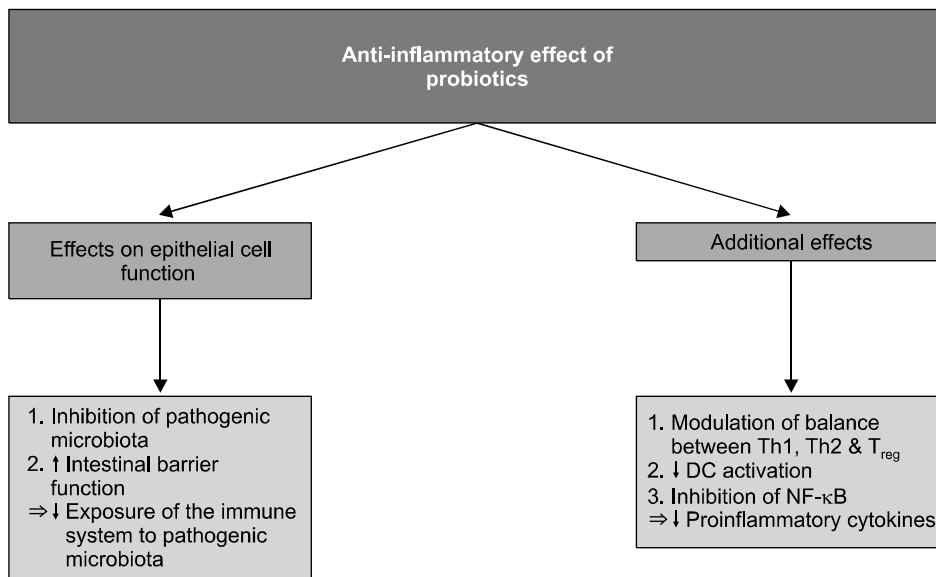 Anti-inflammatory effect of
probiotics
Effects on epithelial cell
function
Additional effects
1. Inhibition of pathogenic
microbiota
2. ↑ Intestinal barrier
function
⇒↓ Exposure of the immune
system to pathogenic
microbiota
1. Modulation of balance
between Th1, Th2 & Treg
2. ↓ DC activation
3. Inhibition of NF-κB
⇒↓ Proinflammatory cytokines